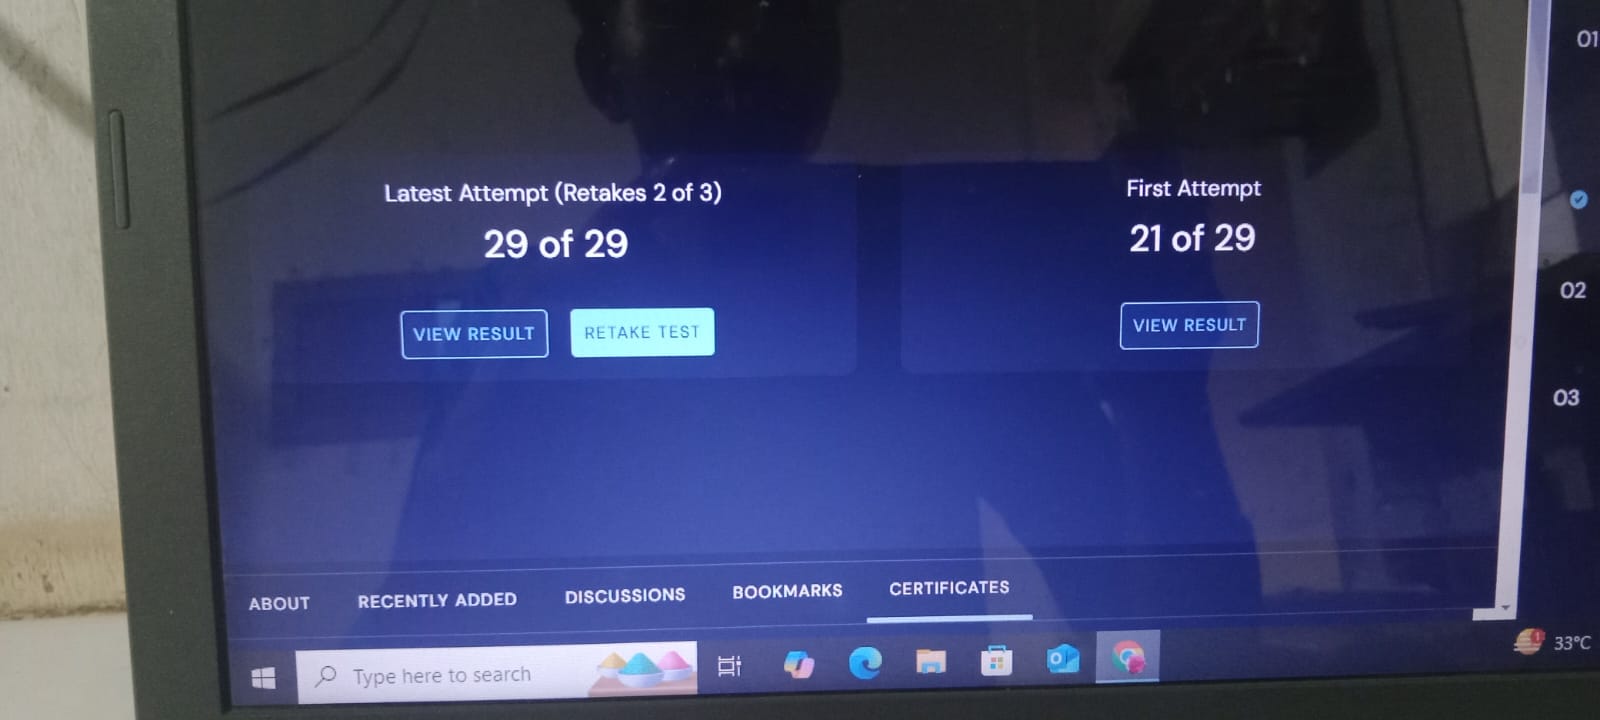 Latest Attempt (Retakes 2 of 3)
29 of 29
VIEW RESULT
RETAKE TEST
First Attempt
21 of 29
VIEW RESULT
01
02
03
ABOUT
RECENTLY ADDED
DISCUSSIONS
BOOKMARKS
CERTIFICATES
Type here to search
1
33°C